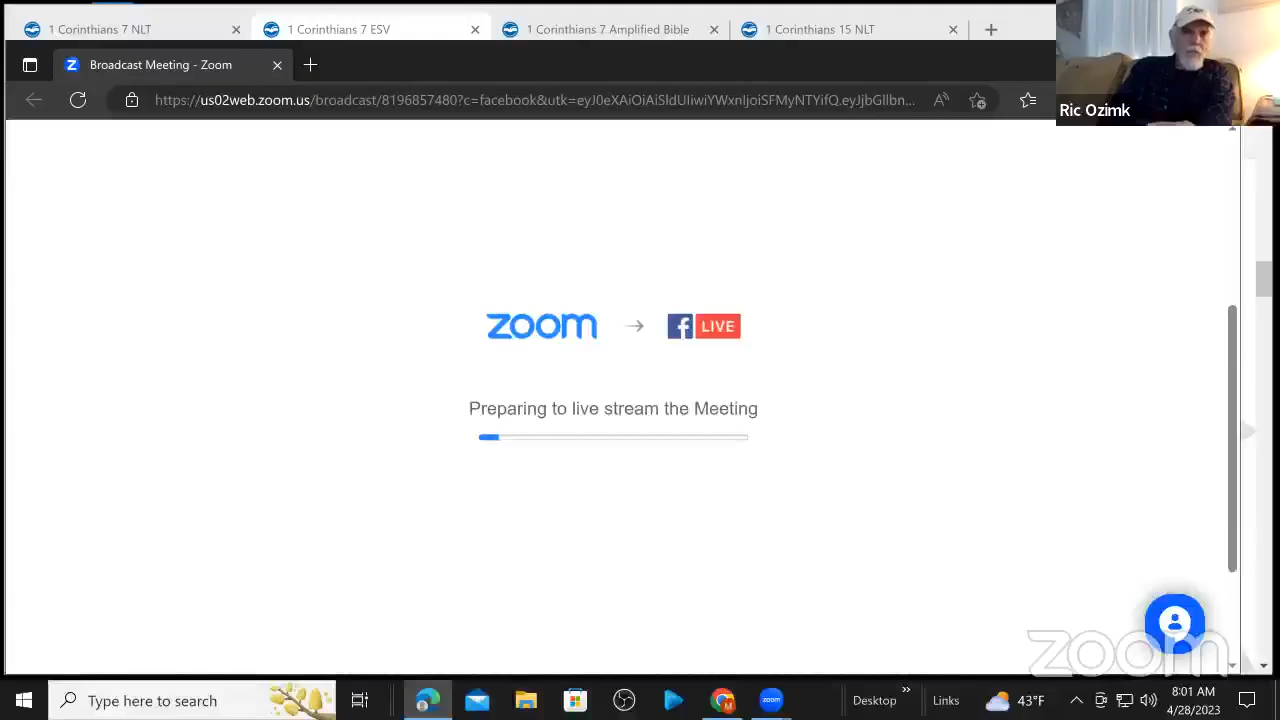 1 Corinthians 7 NLT
1 Corinthians 7 ESV
1 Corinthians 7 Amplified Bible
1 Corinthians 15 NLT
Broadcast Meeting - Zoom
https://us02web.zoom.us/broadcast/8196857480?c=facebook&utk=eyJ0eXAiOiAiSldUIiwiYWxnIjoiSFMyNTYifQ.eyJjbGllbn...
Ric Ozimk
zoom → f LIVE
Preparing to live stream the Meeting
zoom
Type here to search
Desktop
Links
43°F
8:01 AM
4/28/2023